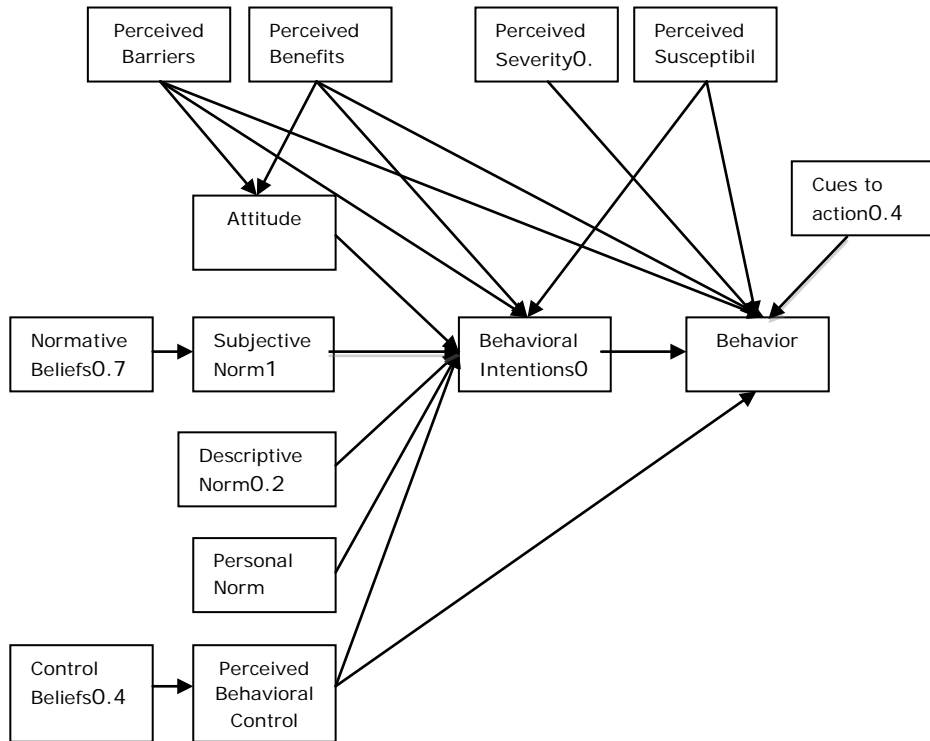 Perceived
Barriers
Perceived
Benefits
Perceived
Severity0.
Perceived
Susceptibil
Cues to
action0.4
Attitude
Normative
Beliefs0.7
Subjective
Norm1
Behavioral
Intentions0
Behavior
Descriptive
Norm0.2
Personal
Norm
Control
Beliefs0.4
Perceived
Behavioral
Control